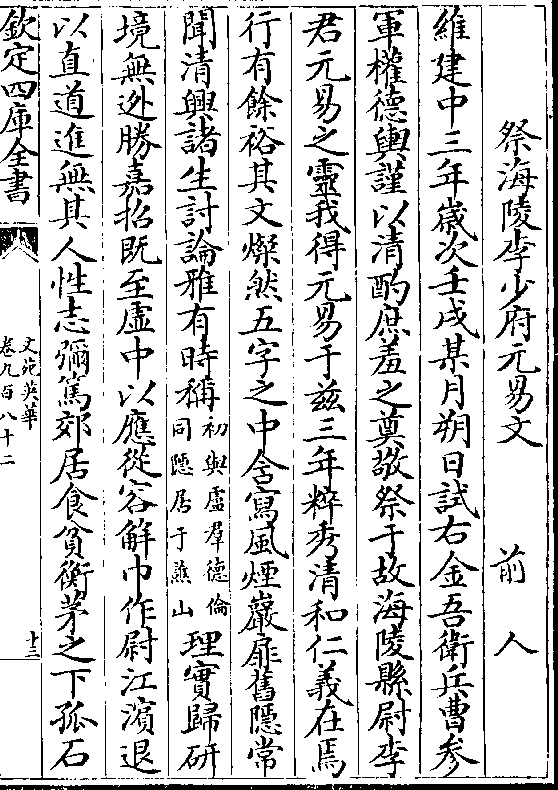 祭海陵李少府元易文　　前人
維建中三年歲次壬戌某月朔日試右金吾衛兵曹參
軍權德輿謹以清酌庶羞之奠敬祭于故海陵縣尉李
君元易之靈我得元易于兹三年粹秀清和仁義在焉
行有餘裕其文燦然五字之中含寫風煙巖扉舊隱常
聞清興諸生討論雅有時稱初與盧羣德倫同隱居于蕪山理實歸研
境無迯勝嘉招既至虚中以應從容解巾作尉江濵退
以直道進無其人性志彌篤郊居食貧衡茅之下孤石
欽定四庫全書
文苑英華
卷九百八十二
十三